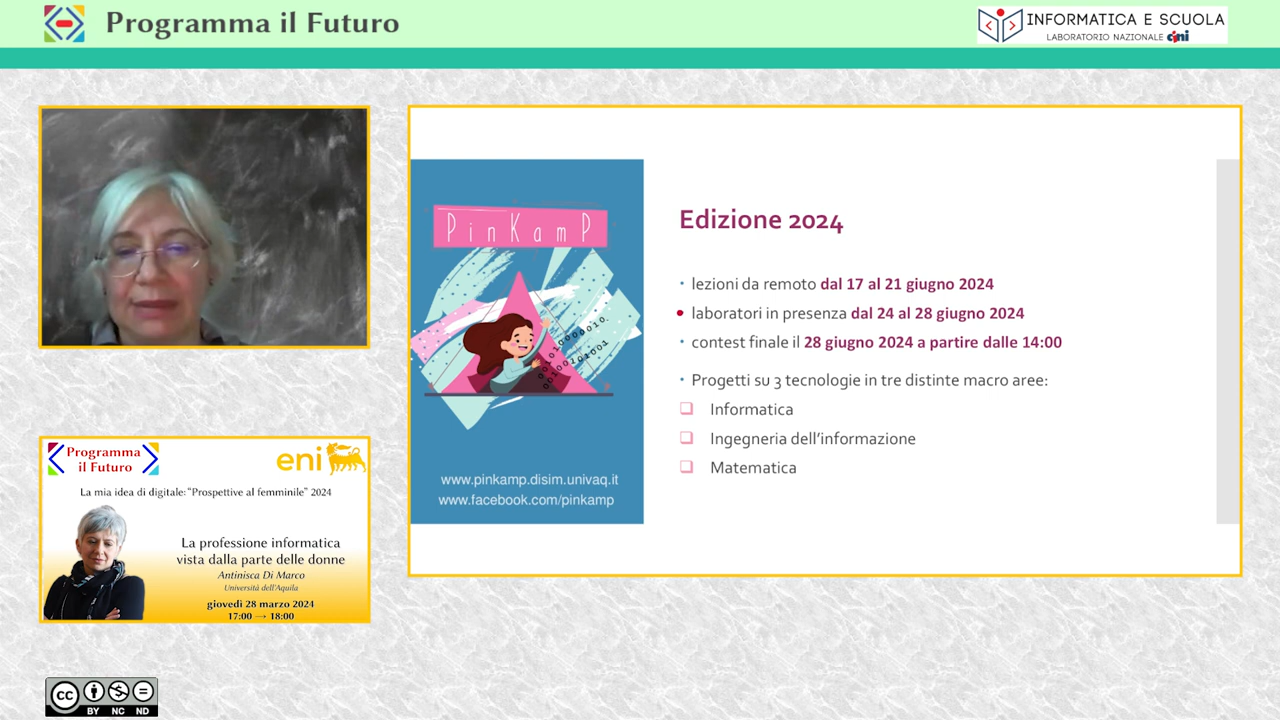 Programma il Futuro
INFORMATICA E SCUOLA
LABORATORIO NAZIONALE cini
PinKamP
0010100000010
00100101001
www.pinkamp.disim.univaq.it
www.facebook.com/pinkamp
Edizione 2024
• lezioni da remoto dal 17 al 21 giugno 2024
• laboratori in presenza dal 24 al 28 giugno 2024
• contest finale il 28 giugno 2024 a partire dalle 14:00
• Progetti su 3 tecnologie in tre distinte macro aree:
❑ Informatica
❑ Ingegneria dell'informazione
❑ Matematica
Programma
il Futuro
eni
La mia idea di digitale: "Prospettive al femminile" 2024
La professione informatica
vista dalla parte delle donne
Antinisca Di Marco
Università dell'Aquila
giovedì 28 marzo 2024
17:00 → 18:00
cc
BY NC ND